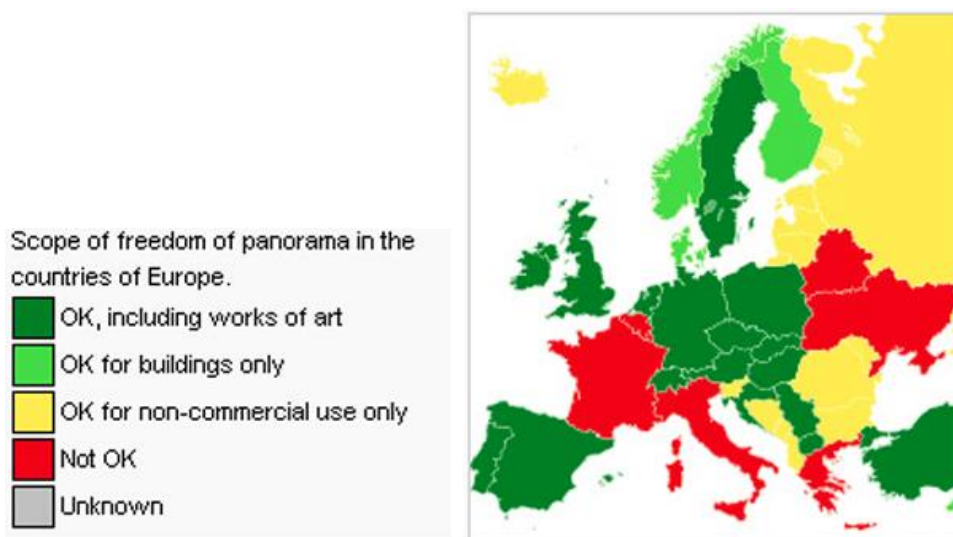 Scope of freedom of panorama in the
countries of Europe.
OK, including works of art
OK for buildings only
OK for non-commercial use only
Not OK
Unknown